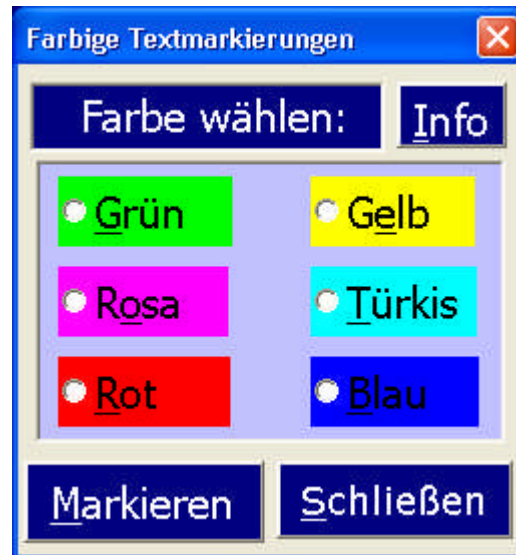 Farbige Textmarkierungen
Farbe wählen: Info
Grün Gelb
Rosa Türkis
Rot Blau
Markieren Schließen